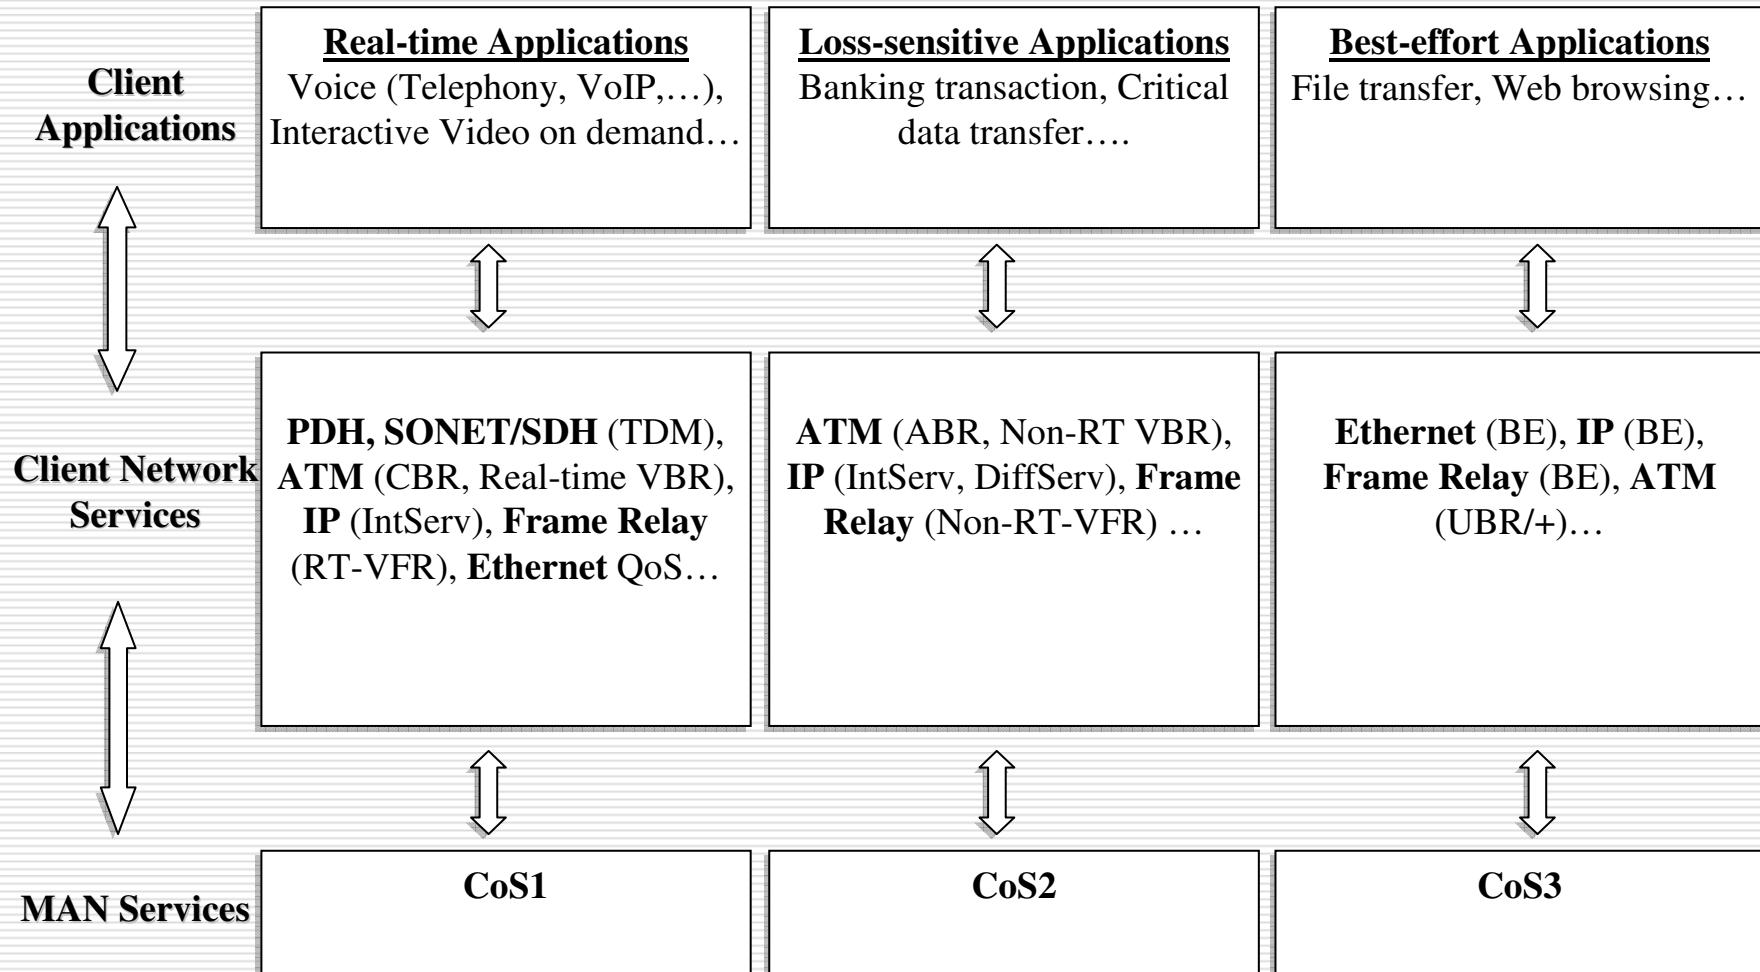 Client
Applications
Real-time Applications
Voice (Telephony, VoIP,…),
Interactive Video on demand…
Loss-sensitive Applications
Banking transaction, Critical
data transfer….
Best-effort Applications
File transfer, Web browsing…
Client Network
Services
PDH, SONET/SDH (TDM),
ATM (CBR, Real-time VBR),
IP (IntServ), Frame Relay
(RT-VFR), Ethernet QoS…
ATM (ABR, Non-RT VBR),
IP (IntServ, DiffServ), Frame
Relay (Non-RT-VFR) …
Ethernet (BE), IP (BE),
Frame Relay (BE), ATM
(UBR/+)…
MAN Services
CoS1
CoS2
CoS3